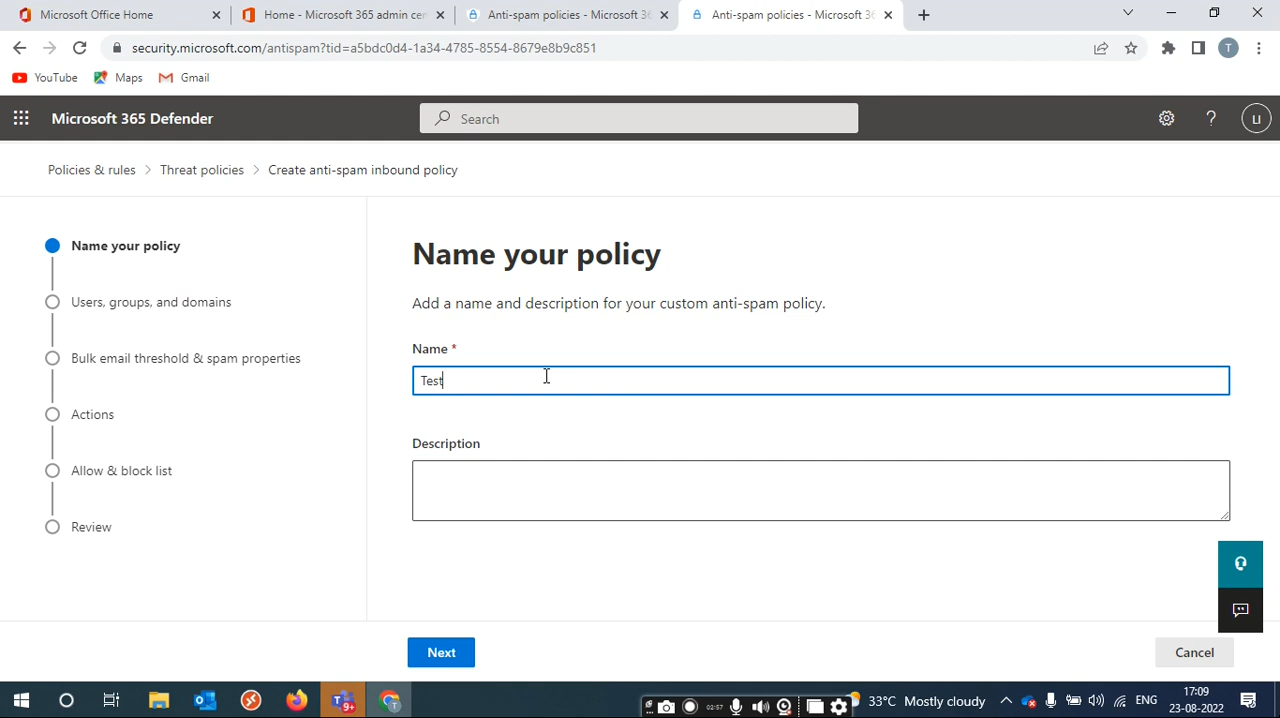 Microsoft Office Home
Home - Microsoft 365 admin cen
Anti-spam policies - Microsoft 36
Anti-spam policies - Microsoft 36
security.microsoft.com/antispam?tid=a5bdc0d4-1a34-4785-8554-8679e8b9c851
T
YouTube
Maps
Gmail
Microsoft 365 Defender
Search
?
LI
Policies & rules > Threat policies > Create anti-spam inbound policy
Name your policy
Users, groups, and domains
Bulk email threshold & spam properties
Actions
Allow & block list
Review
Name your policy
Add a name and description for your custom anti-spam policy.
Name *
Test
Description
Next
Cancel
9+
02:57
33°C Mostly cloudy
ENG
17:09
23-08-2022